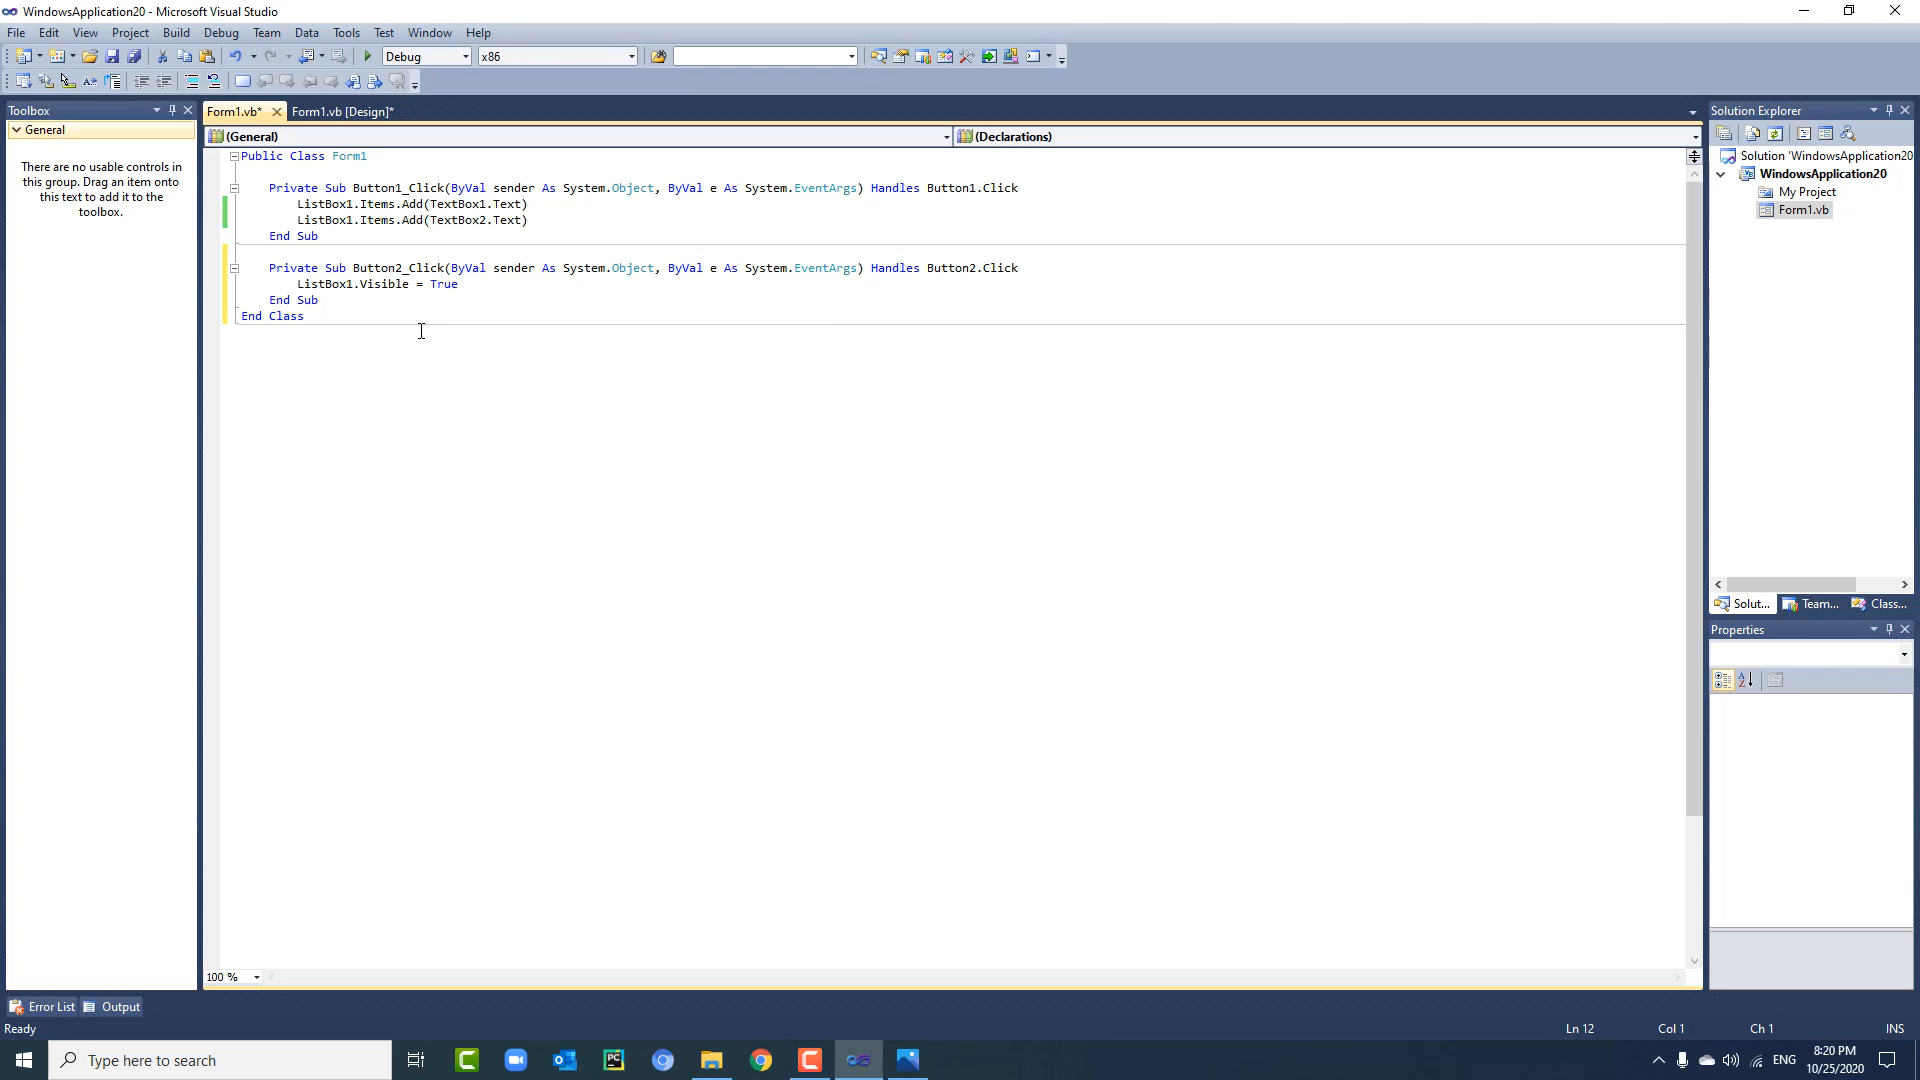 WindowsApplication20 - Microsoft Visual Studio
File Edit View Project Build Debug Team Data Tools Test Window Help
Debug x86
Toolbox
General
There are no usable controls in
this group. Drag an item onto
this text to add it to the
toolbox.
Form1.vb* Form1.vb [Design]*
(General) (Declarations)
Public Class Form1
Private Sub Button1_Click(ByVal sender As System.Object, ByVal e As System.EventArgs) Handles Button1.Click
ListBox1.Items.Add(TextBox1.Text)
ListBox1.Items.Add(TextBox2.Text)
End Sub
Private Sub Button2_Click(ByVal sender As System.Object, ByVal e As System.EventArgs) Handles Button2.Click
ListBox1.Visible = True
End Sub
End Class
100 %
Solution Explorer
Solution 'WindowsApplication20
WindowsApplication20
My Project
Form1.vb
Solut... Team... Class...
Properties
Error List Output
Ready Ln 12 Col 1 Ch 1 INS
Type here to search
ENG
8:20 PM
10/25/2020